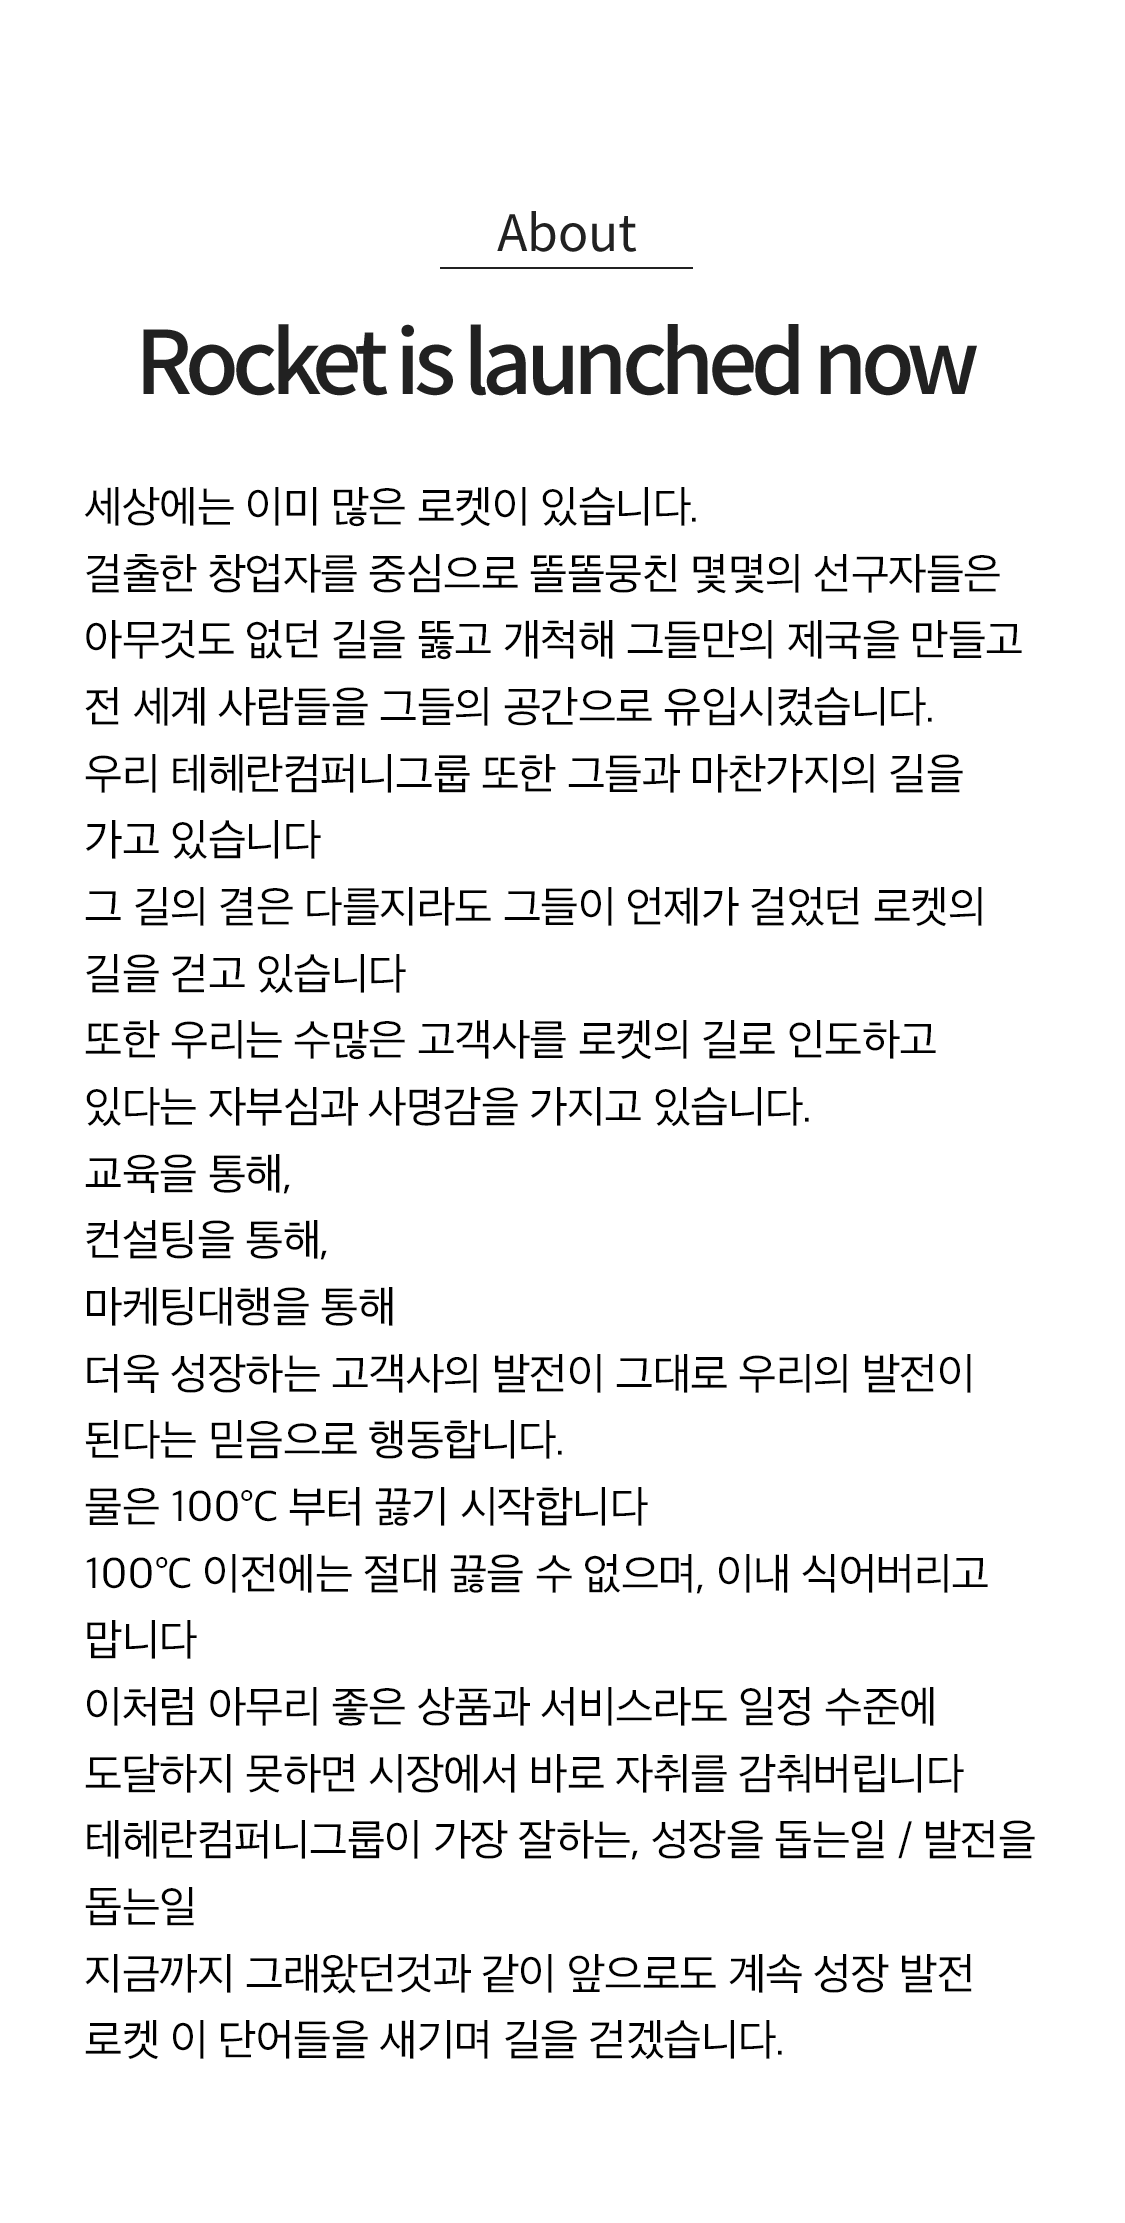 About
Rocket is launched now
세상에는 이미 많은 로켓이 있습니다.
걸출한 창업자를 중심으로 똘똘뭉친 몇몇의 선구자들은
아무것도 없던 길을 뚫고 개척해 그들만의 제국을 만들고
전 세계 사람들을 그들의 공간으로 유입시켰습니다.
우리 테헤란컴퍼니그룹 또한 그들과 마찬가지의 길을
가고 있습니다
그 길의 결은 다를지라도 그들이 언제가 걸었던 로켓의
길을 걷고 있습니다
또한 우리는 수많은 고객사를 로켓의 길로 인도하고
있다는 자부심과 사명감을 가지고 있습니다.
교육을 통해,
컨설팅을 통해,
마케팅대행을 통해
더욱 성장하는 고객사의 발전이 그대로 우리의 발전이
된다는 믿음으로 행동합니다.
물은 100℃ 부터 끓기 시작합니다
100℃ 이전에는 절대 끓을 수 없으며, 이내 식어버리고
맙니다
이처럼 아무리 좋은 상품과 서비스라도 일정 수준에
도달하지 못하면 시장에서 바로 자취를 감춰버립니다
테헤란컴퍼니그룹이 가장 잘하는, 성장을 돕는일 / 발전을
돕는일
지금까지 그래왔던것과 같이 앞으로도 계속 성장 발전
로켓 이 단어들을 새기며 길을 걷겠습니다.